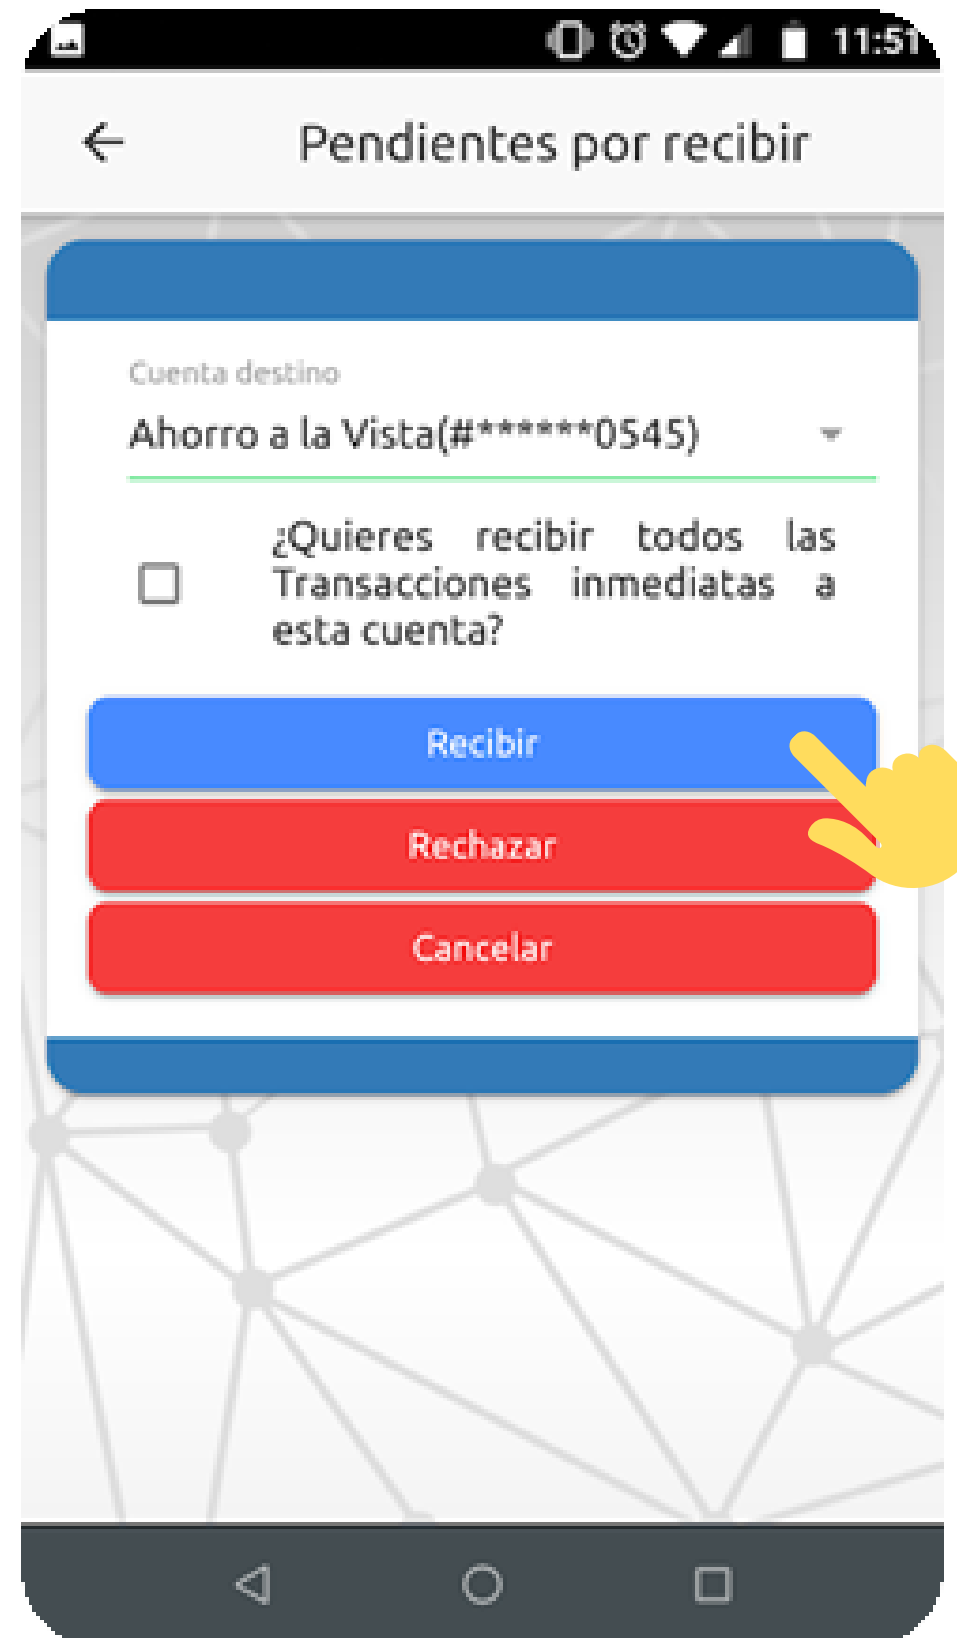 11:51
Pendientes por recibir
Cuenta destino
Ahorro a la Vista(#******0545)
¿Quieres recibir todos las
Transacciones inmediatas a
esta cuenta?
Recibir
Rechazar
Cancelar